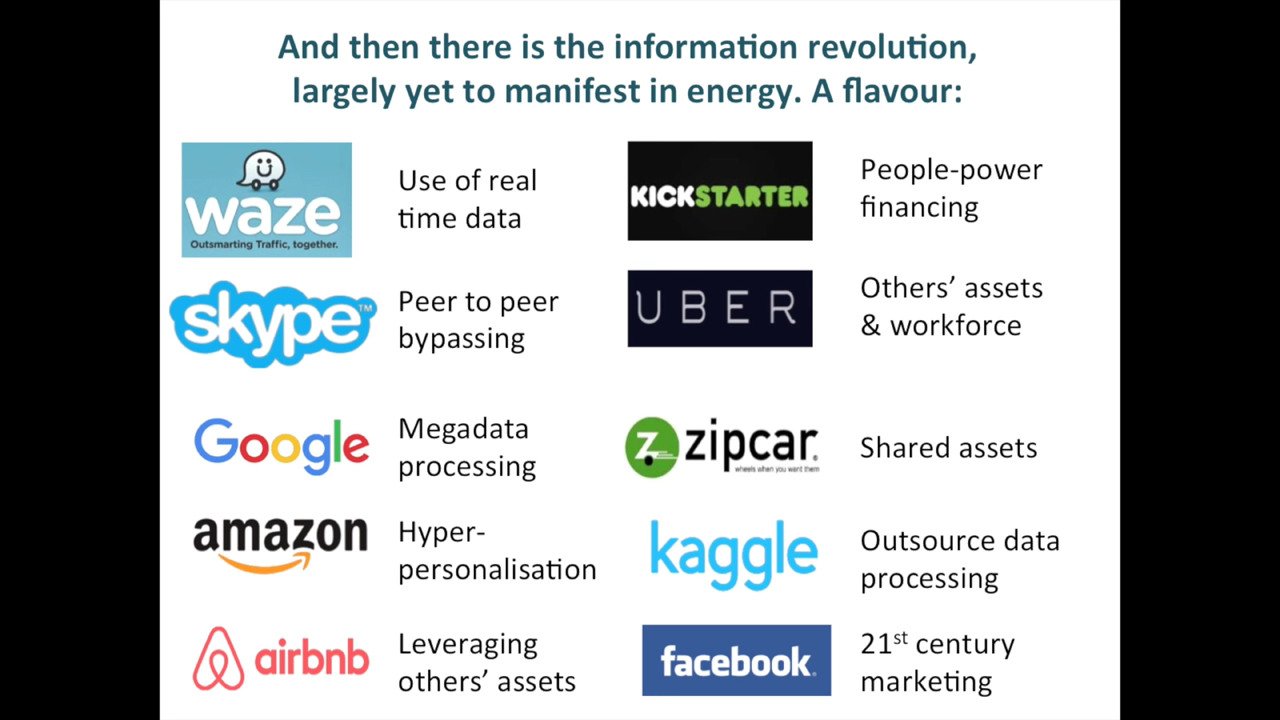 And then there is the information revolution,
largely yet to manifest in energy. A flavour:
waze
Outsmarting Traffic, together.
Use of real
time data
KICKSTARTER
People-power
financing
skype™
Peer to peer
bypassing
UBER
Others’ assets
& workforce
Google
Megadata
processing
zipcar®
wheels when you want them
Shared assets
amazon
Hyper-
personalisation
kaggle
Outsource data
processing
airbnb
Leveraging
others’ assets
facebook®
21st century
marketing